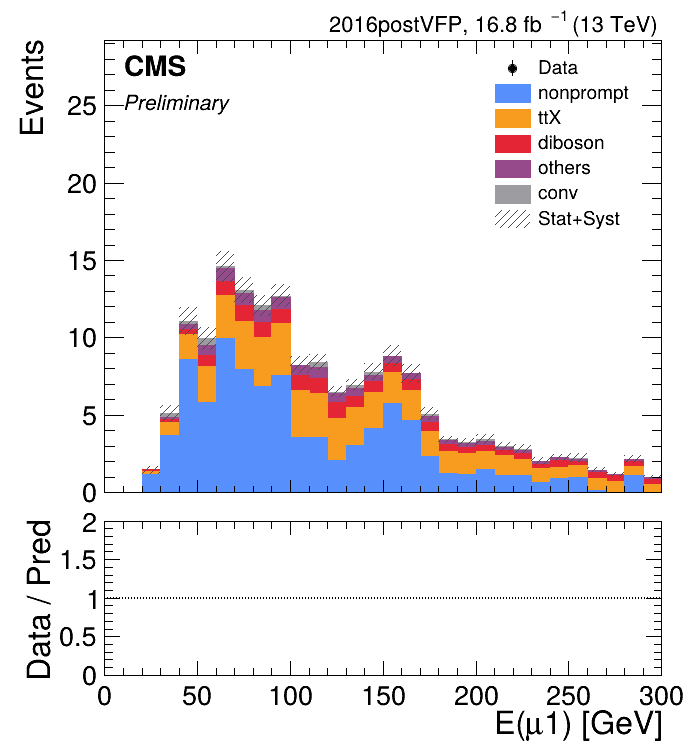 2016postVFP, 16.8 fb ⁻¹ (13 TeV)
CMS
Preliminary
Data
nonprompt
ttX
diboson
others
conv
Stat+Syst
Events
25
20
15
10
5
0
Data / Pred
2
1.5
1
0.5
0
0 50 100 150 200 250 300
E(μ1) [GeV]